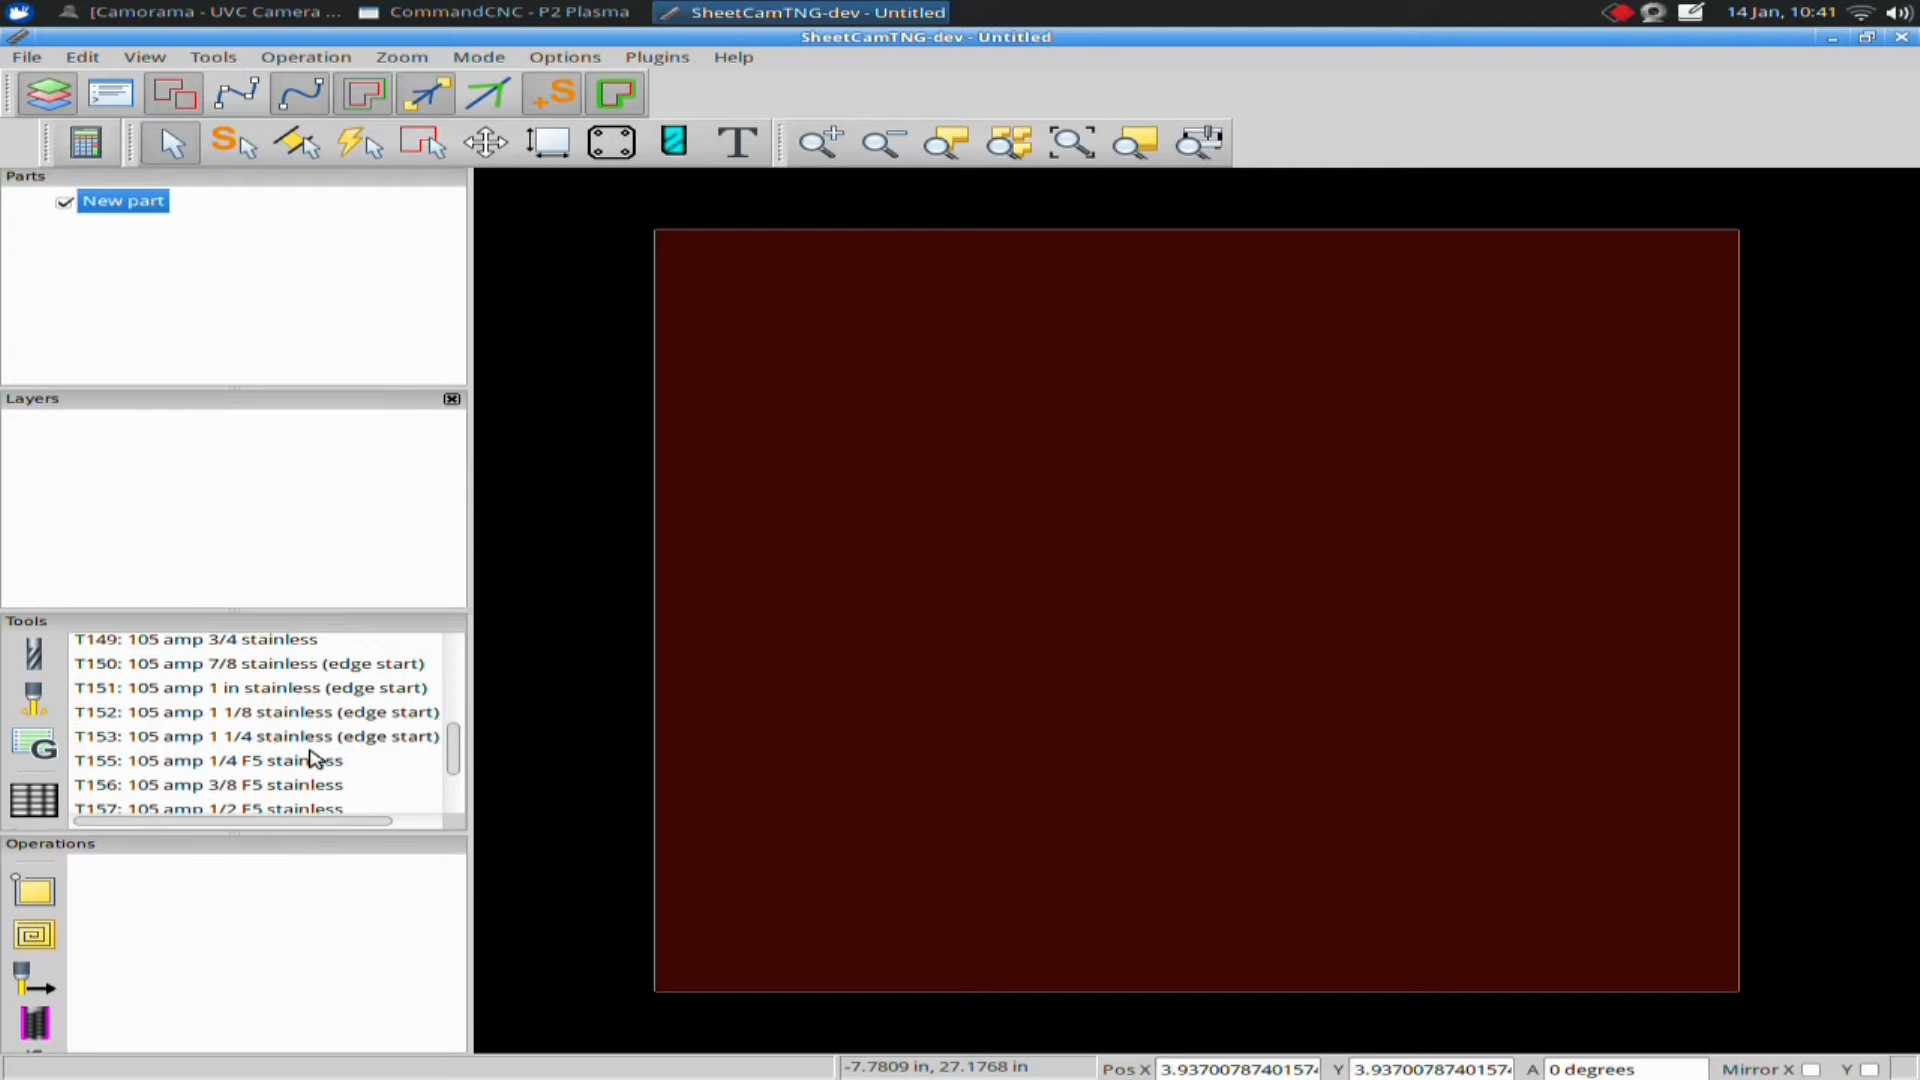 [Camorama - UVC Camera ... CommandCNC - P2 Plasma SheetCamTNG-dev - Untitled 14 Jan, 10:41
SheetCamTNG-dev - Untitled
File Edit View Tools Operation Zoom Mode Options Plugins Help
Parts
New part
Layers
Tools
T149: 105 amp 3/4 stainless
T150: 105 amp 7/8 stainless (edge start)
T151: 105 amp 1 in stainless (edge start)
T152: 105 amp 1 1/8 stainless (edge start)
T153: 105 amp 1 1/4 stainless (edge start)
T155: 105 amp 1/4 F5 stainless
T156: 105 amp 3/8 F5 stainless
T157: 105 amp 1/2 F5 stainless
Operations
-7.7809 in, 27.1768 in Pos X 3.9370078740157 Y 3.9370078740157 A 0 degrees Mirror X Y